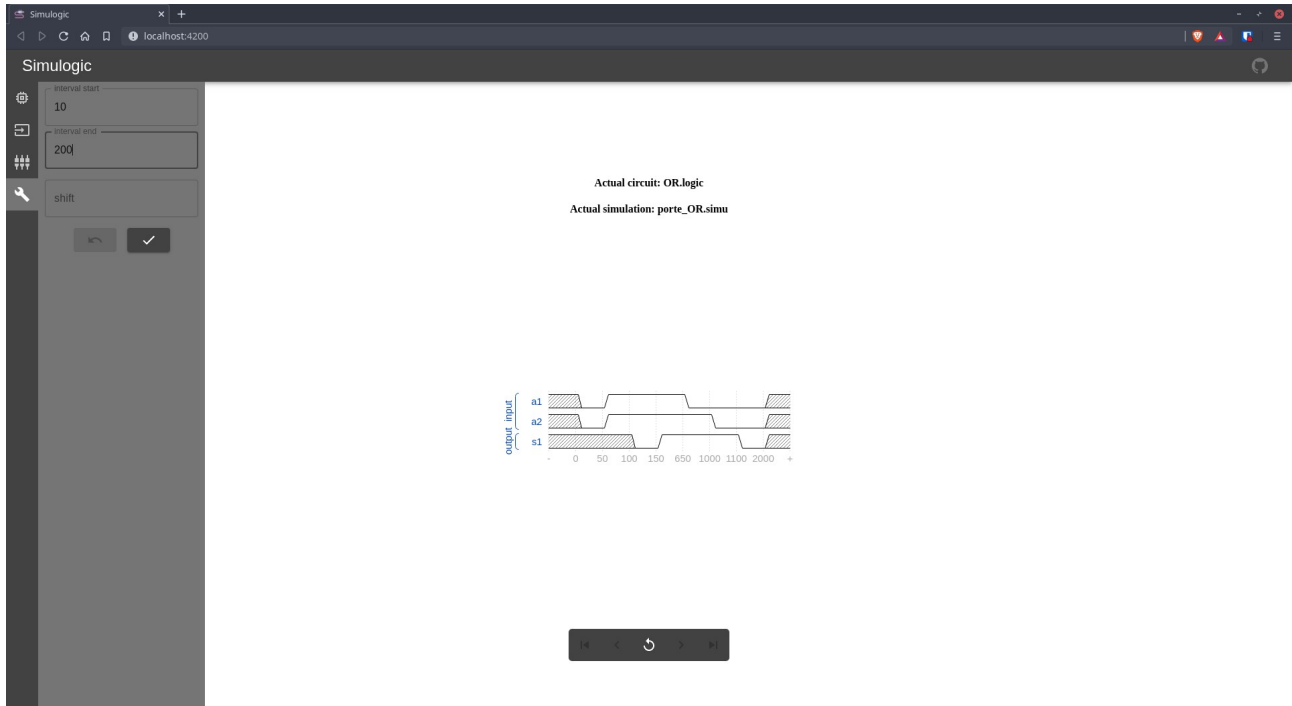 Simulogic
localhost:4200
Simulogic
interval start
10
interval end
200
shift
Actual circuit: OR.logic
Actual simulation: porte_OR.simu
input
a1
a2
output
s1
- 0 50 100 150 650 1000 1100 2000 +